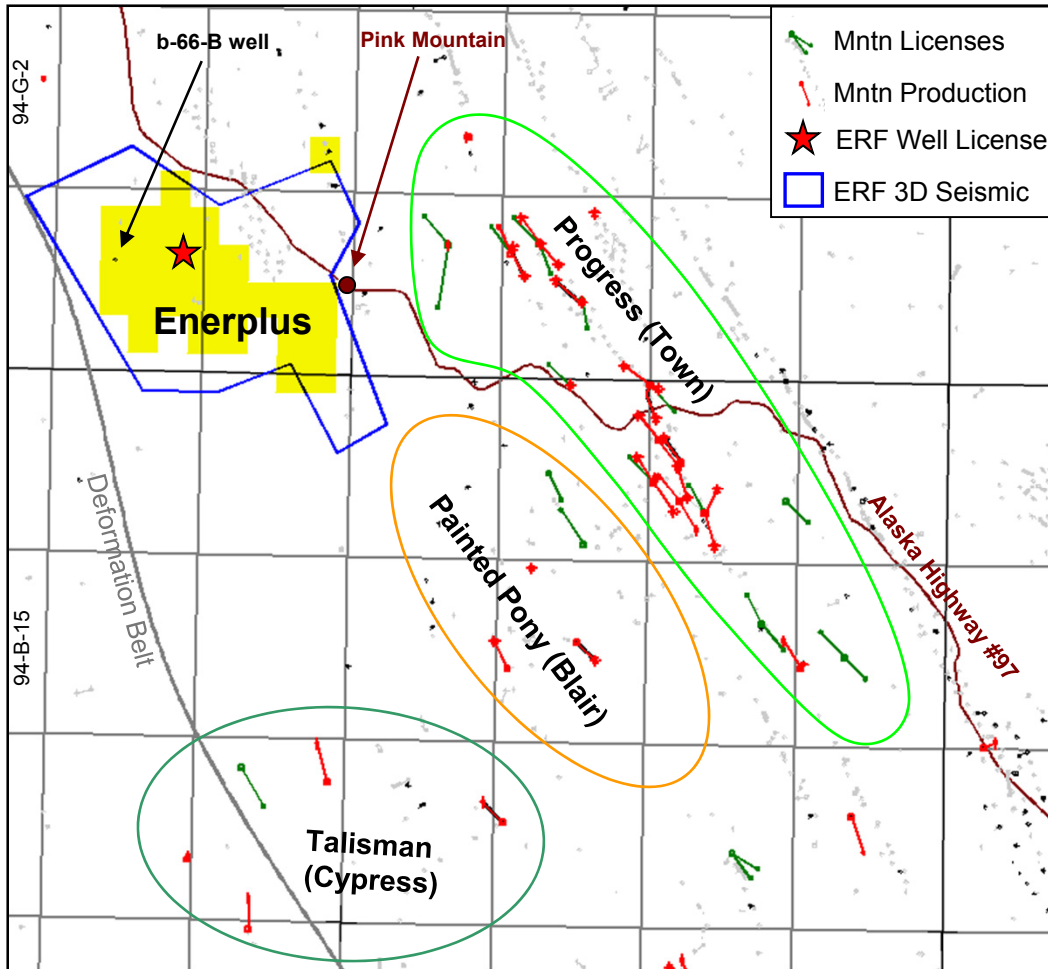 b-66-B well
Pink Mountain
94-G-2
Mntn Licenses
Mntn Production
ERF Well License
ERF 3D Seismic
Enerplus
Progress (Town)
Painted Pony (Blair)
Deformation Belt
Alaska Highway #97
94-B-15
Talisman
(Cypress)